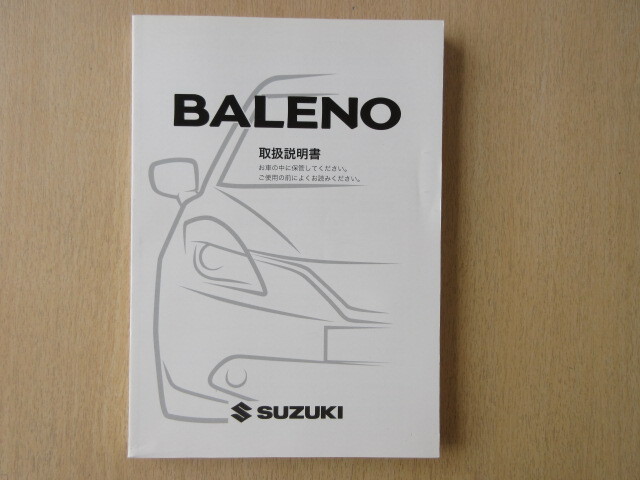 BALENO
取扱説明書
お車の中に保管してください。
ご使用の前によくお読みください。
SUZUKI